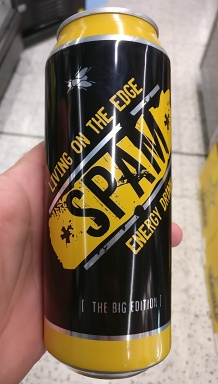 LIVING ON THE EDGE
SPAM
ENERGY DRINK
[ THE BIG EDITION ]